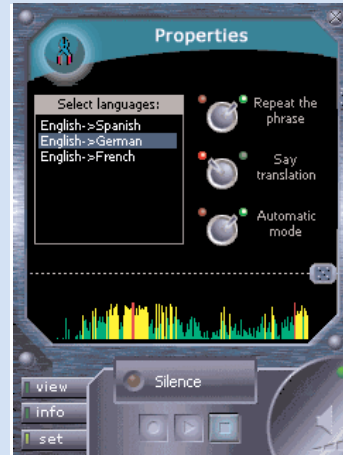 Properties
Select languages:
English->Spanish
English->German
English->French
Repeat the
phrase
Say
translation
Automatic
mode
Silence
view
info
set